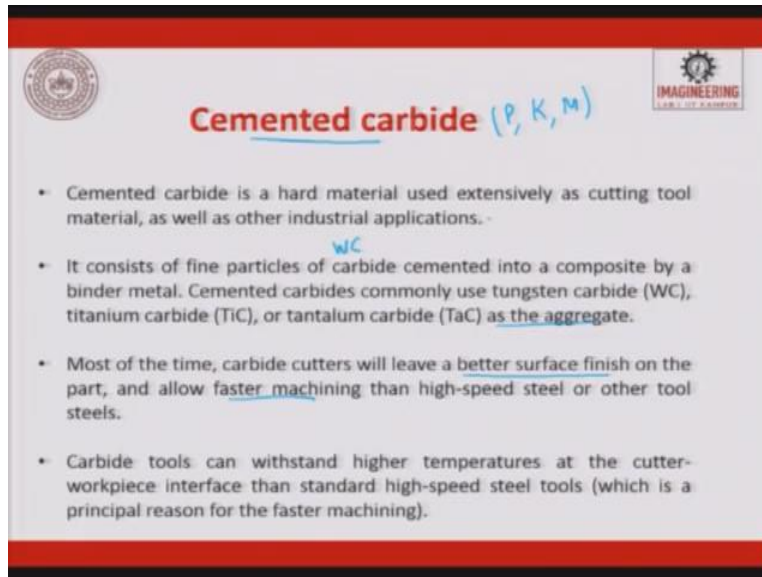 IMAGINEERING
Cemented carbide (P, K, M)
• Cemented carbide is a hard material used extensively as cutting tool
material, as well as other industrial applications.
WC
• It consists of fine particles of carbide cemented into a composite by a
binder metal. Cemented carbides commonly use tungsten carbide (WC),
titanium carbide (TiC), or tantalum carbide (TaC) as the aggregate.
• Most of the time, carbide cutters will leave a better surface finish on the
part, and allow faster machining than high-speed steel or other tool
steels.
• Carbide tools can withstand higher temperatures at the cutter-
workpiece interface than standard high-speed steel tools (which is a
principal reason for the faster machining).